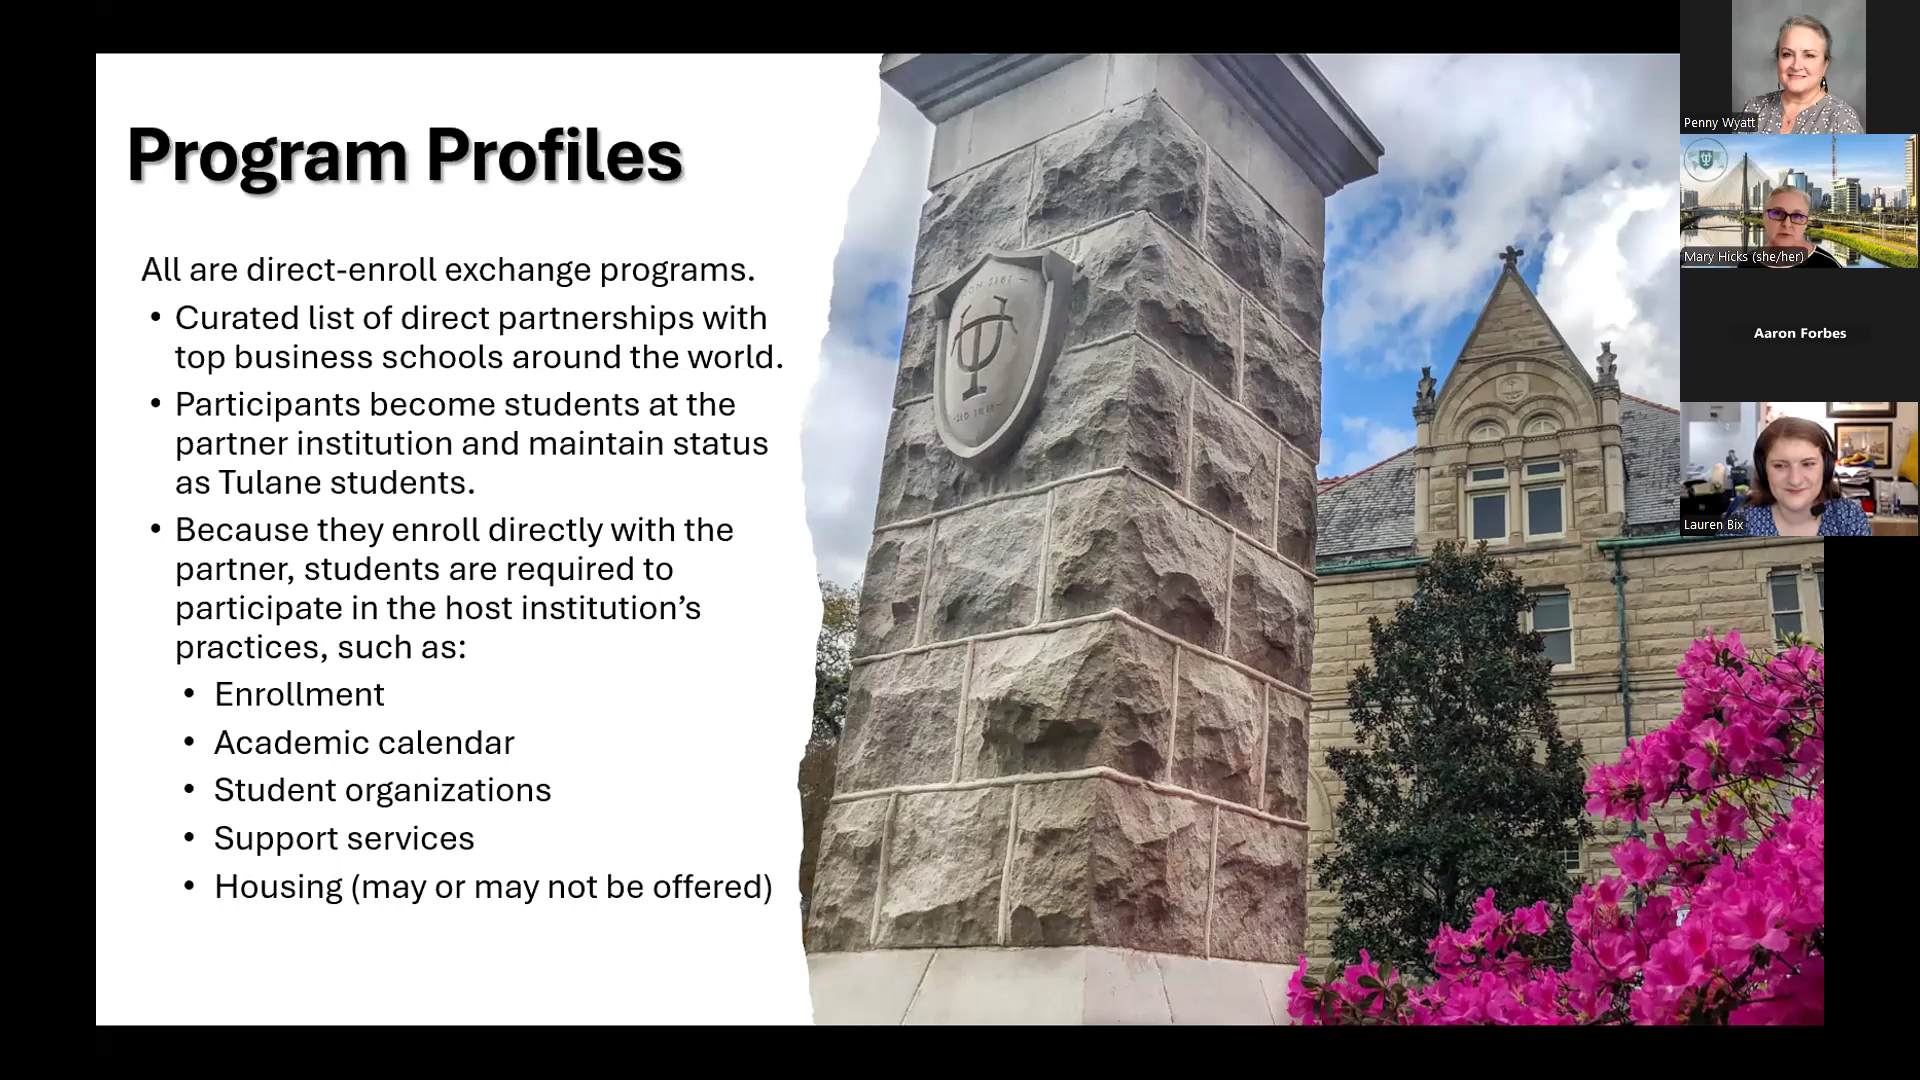 Program Profiles
All are direct-enroll exchange programs.
• Curated list of direct partnerships with
top business schools around the world.
• Participants become students at the
partner institution and maintain status
as Tulane students.
• Because they enroll directly with the
partner, students are required to
participate in the host institution’s
practices, such as:
• Enrollment
• Academic calendar
• Student organizations
• Support services
• Housing (may or may not be offered)
Penny Wyatt
Mary Hicks (she/her)
Aaron Forbes
Lauren Bix